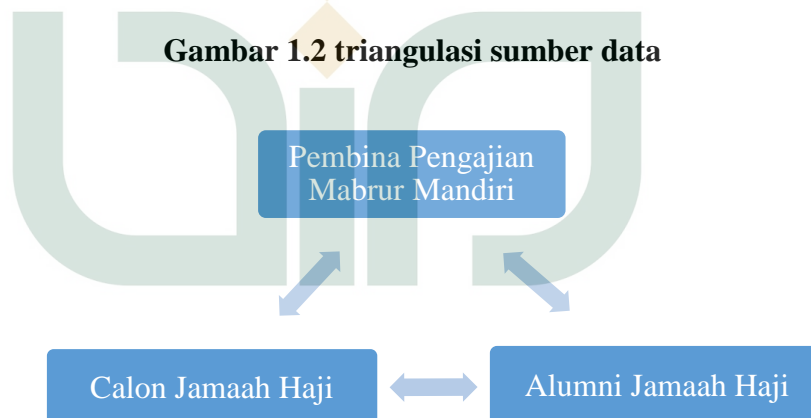 Gambar 1.2 triangulasi sumber data
Pembina Pengajian
Mabrur Mandiri
Calon Jamaah Haji
Alumni Jamaah Haji